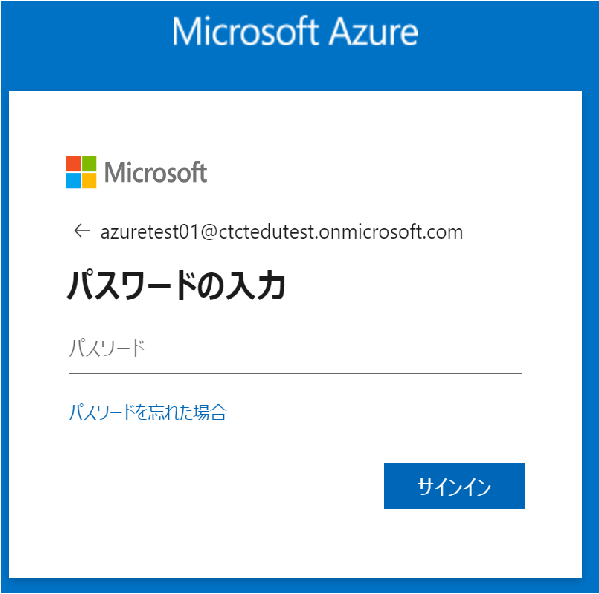 Microsoft Azure
Microsoft
← azuretest01@ctctedutest.onmicrosoft.com
パスワードの入力
パスワード
パスワードを忘れた場合
サインイン